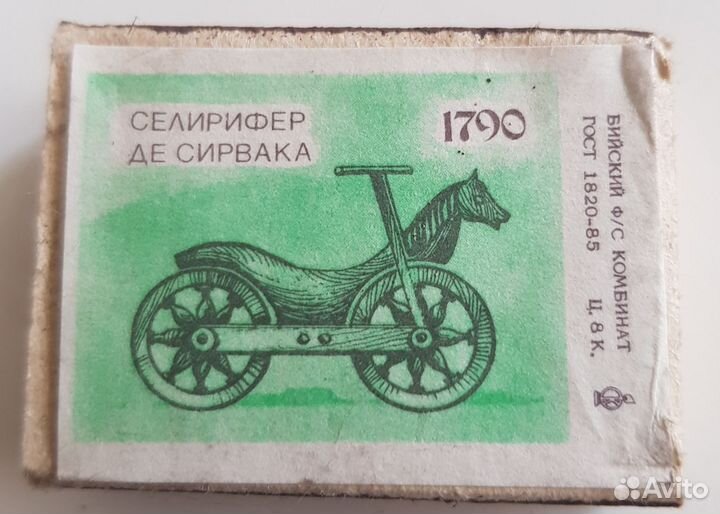 СЕЛИРИФЕР
ДЕ СИРВАКА
1790
БИЙСКИЙ Ф/С КОМБИНАТ
ГОСТ 1820-85 Ц. 8 К.
Avito